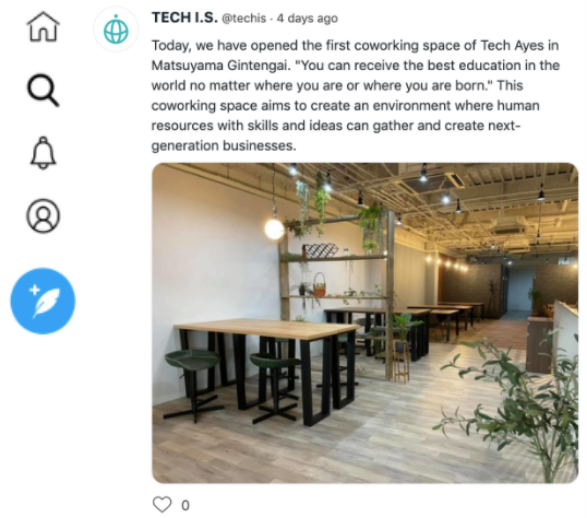 TECH I.S. @techis · 4 days ago
Today, we have opened the first coworking space of Tech Ayes in
Matsuyama Gintengai. "You can receive the best education in the
world no matter where you are or where you are born." This
coworking space aims to create an environment where human
resources with skills and ideas can gather and create next-
generation businesses.
0